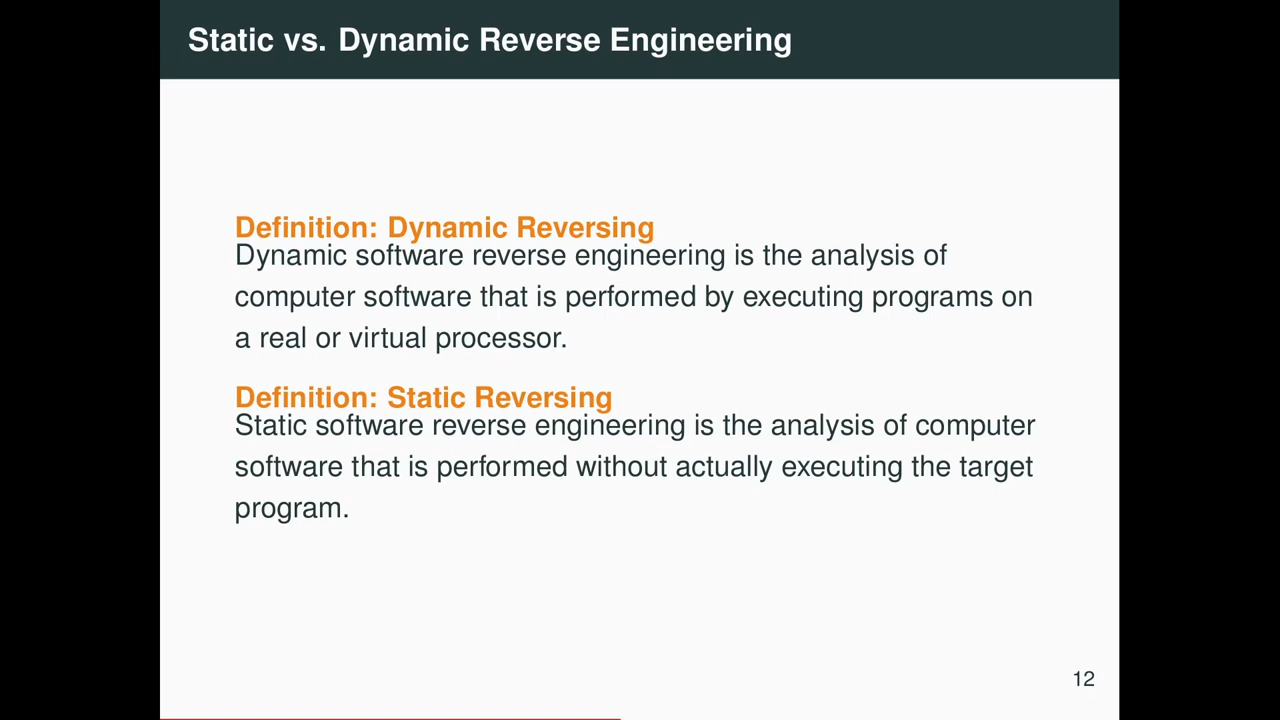 Static vs. Dynamic Reverse Engineering
Definition: Dynamic Reversing
Dynamic software reverse engineering is the analysis of
computer software that is performed by executing programs on
a real or virtual processor.
Definition: Static Reversing
Static software reverse engineering is the analysis of computer
software that is performed without actually executing the target
program.
12